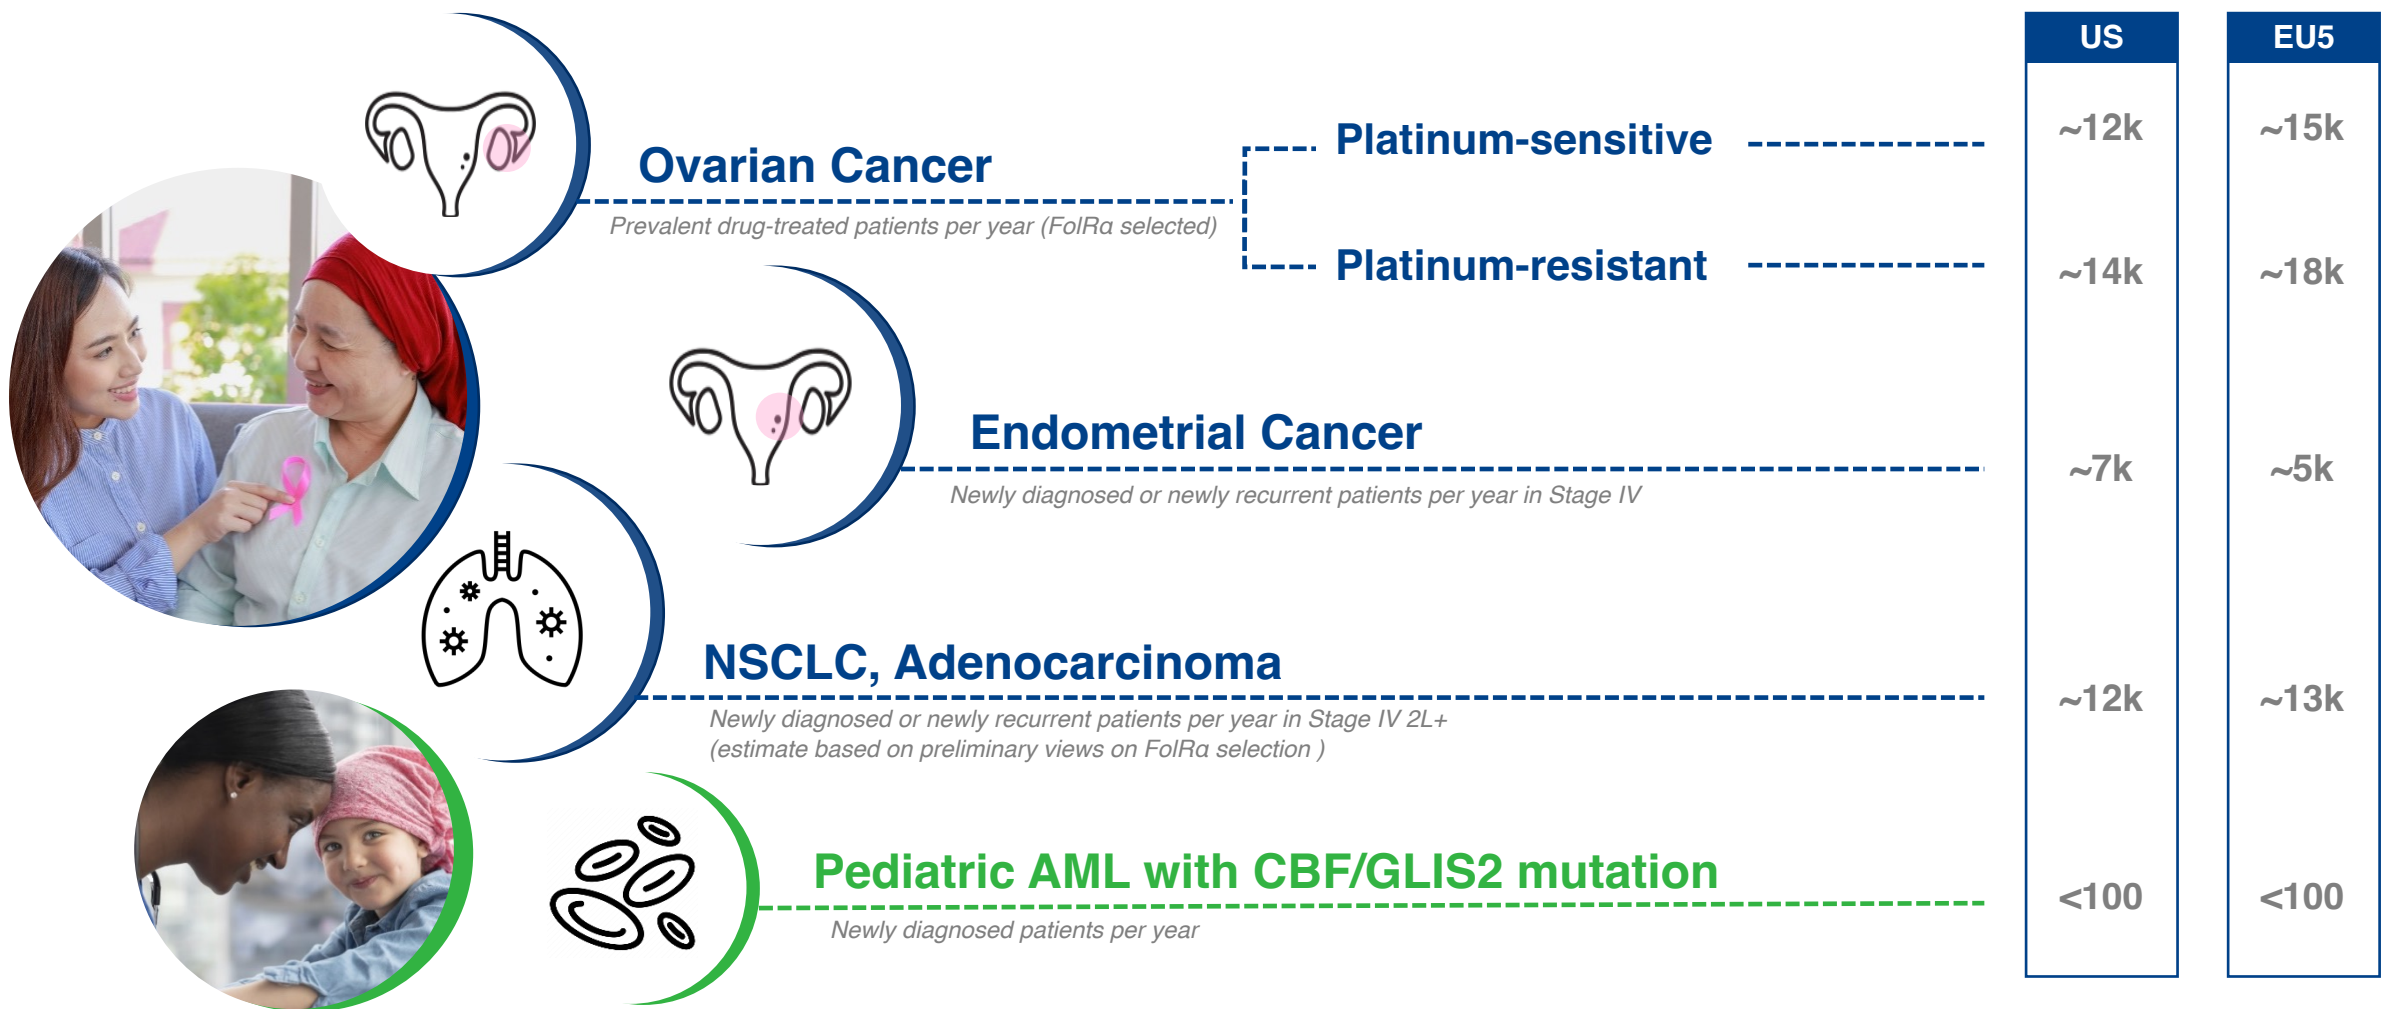 US
EU5
Ovarian Cancer
Prevalent drug-treated patients per year (FolRα selected)
Platinum-sensitive
~12k
~15k
Platinum-resistant
~14k
~18k
Endometrial Cancer
Newly diagnosed or newly recurrent patients per year in Stage IV
~7k
~5k
NSCLC, Adenocarcinoma
Newly diagnosed or newly recurrent patients per year in Stage IV 2L+
(estimate based on preliminary views on FolRα selection )
~12k
~13k
Pediatric AML with CBF/GLIS2 mutation
Newly diagnosed patients per year
<100
<100